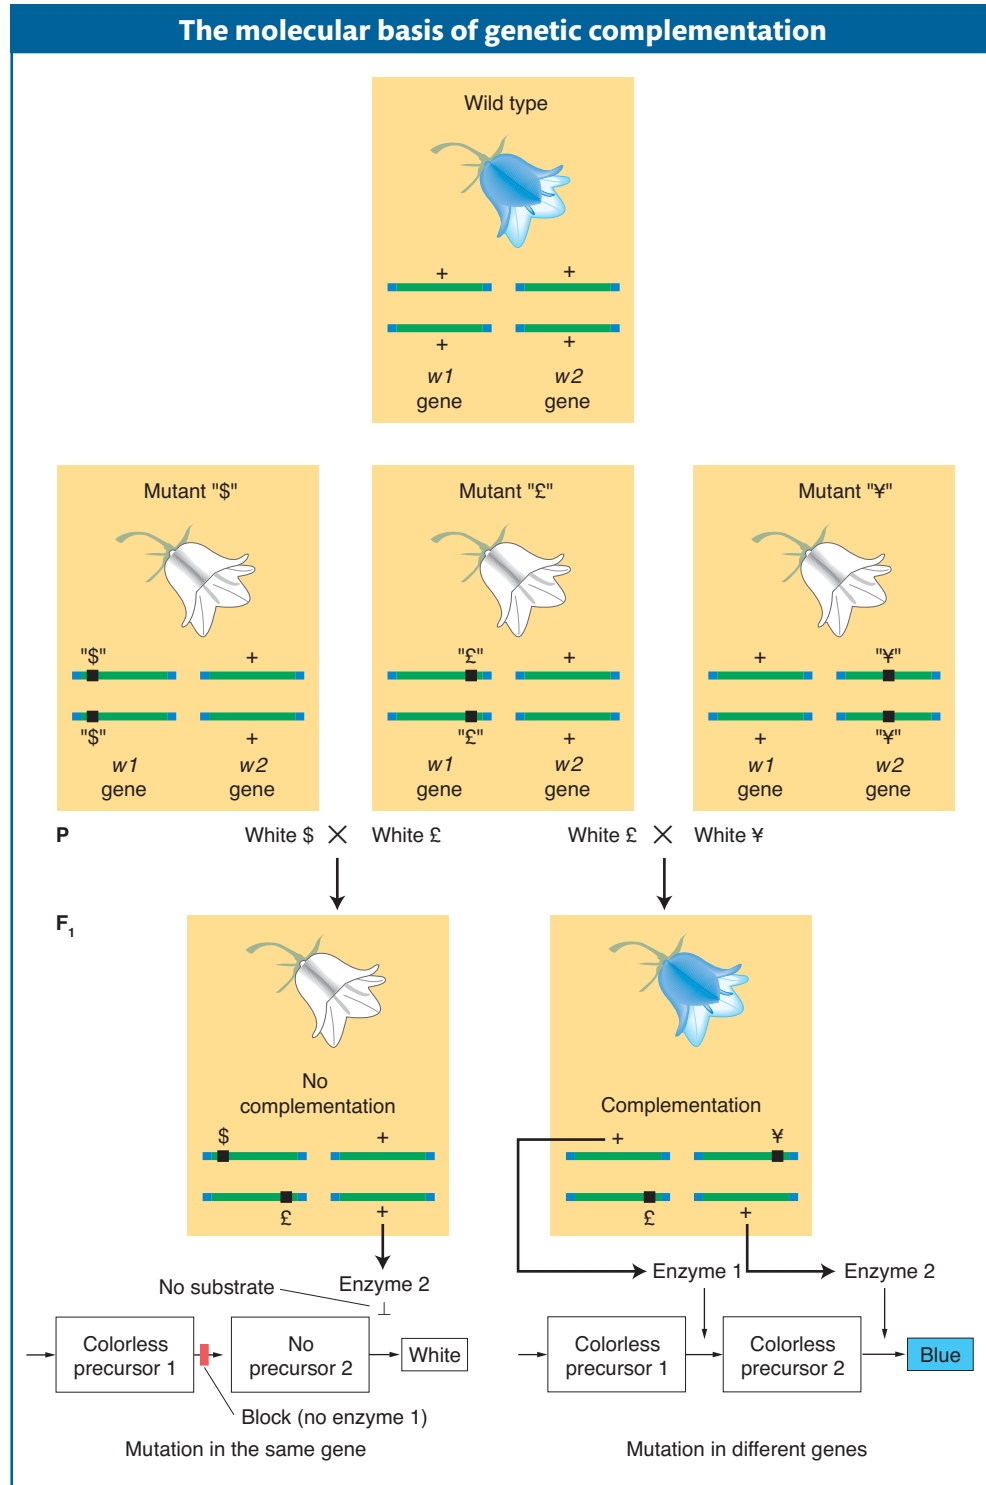 The molecular basis of genetic complementation
Wild type
+ +
+ +
w1 w2
gene gene
Mutant "$"
"$" +
"$" +
w1 w2
gene gene
Mutant "£"
"£" +
"£" +
w1 w2
gene gene
Mutant "¥"
+ "¥"
+ "¥"
w1 w2
gene gene
P
White $ × White £
White £ × White ¥
F1
No
complementation
$ +
£ +
Complementation
+ ¥
£ +
No substrate
Enzyme 2
⊥
Colorless
precursor 1
No
precursor 2
White
Block (no enzyme 1)
Mutation in the same gene
Enzyme 1
Enzyme 2
Colorless
precursor 1
Colorless
precursor 2
Blue
Mutation in different genes